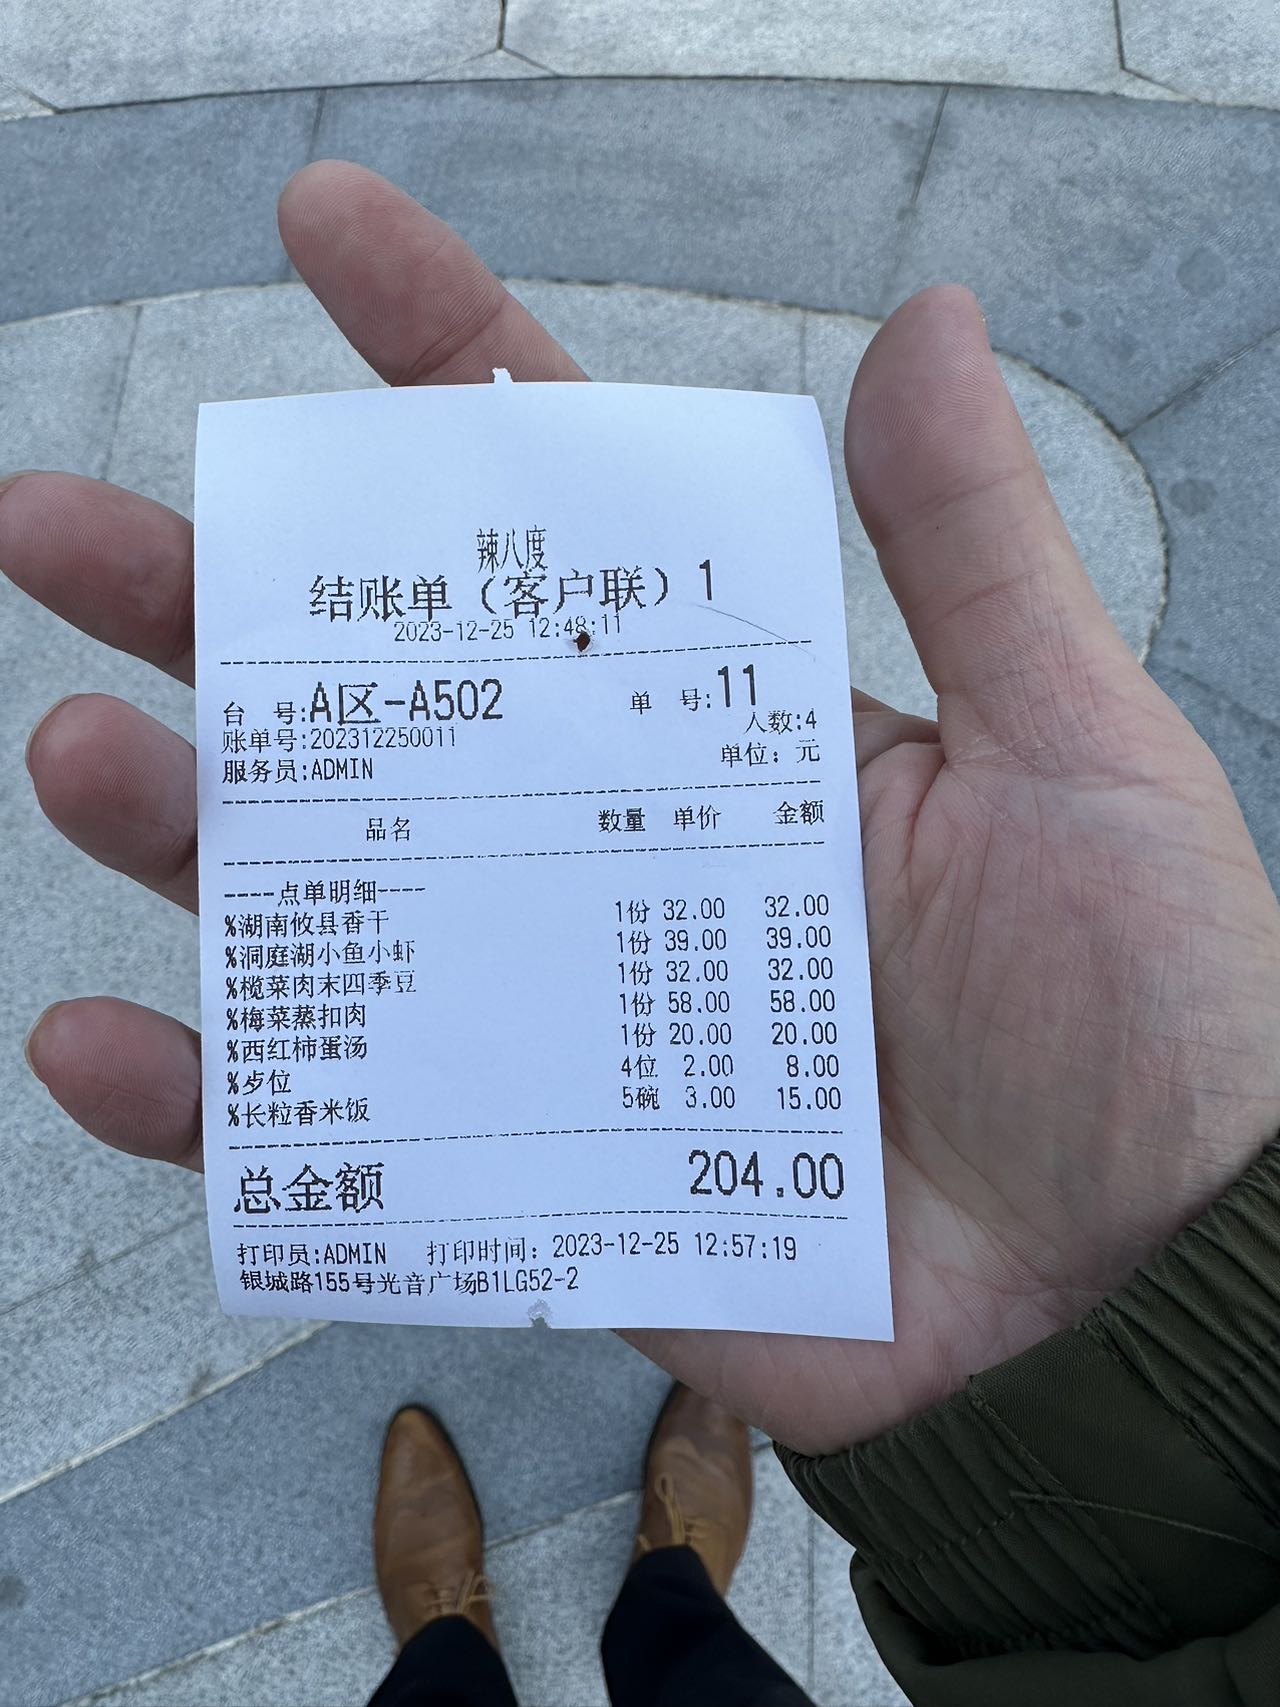 辣八度
结账单（客户联）1
2023-12-25 12:48:11
台 号:A区-A502 单 号:11
人数:4
账单号:202312250011
服务员:ADMIN 单位：元
品名 数量 单价 金额
----点单明细----
%湖南攸县香干 1份 32.00 32.00
%洞庭湖小鱼小虾 1份 39.00 39.00
%榄菜肉末四季豆 1份 32.00 32.00
%梅菜蒸扣肉 1份 58.00 58.00
%西红柿蛋汤 1份 20.00 20.00
%歺位 4位 2.00 8.00
%长粒香米饭 5碗 3.00 15.00
总金额 204.00
打印员:ADMIN 打印时间：2023-12-25 12:57:19
银城路155号光音广场B1LG52-2